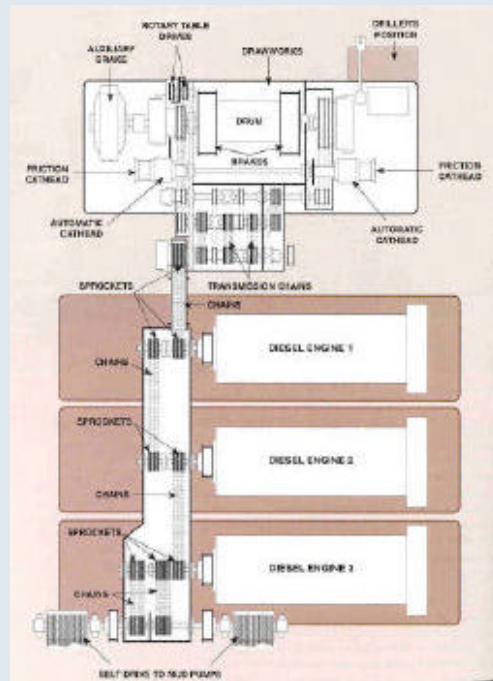 ROTARY TABLE
DRIVES
DRILLER'S
POSITION
AUXILIARY
BRAKE
DRAWWORKS
DRUM
BRAKES
FRICTION
CATHEAD
FRICTION
CATHEAD
AUTOMATIC
CATHEAD
AUTOMATIC
CATHEAD
SPROCKETS
TRANSMISSION CHAINS
CHAINS
DIESEL ENGINE 1
CHAINS
SPROCKETS
DIESEL ENGINE 2
CHAINS
SPROCKETS
DIESEL ENGINE 3
CHAINS
BELT DRIVE TO MUD PUMPS